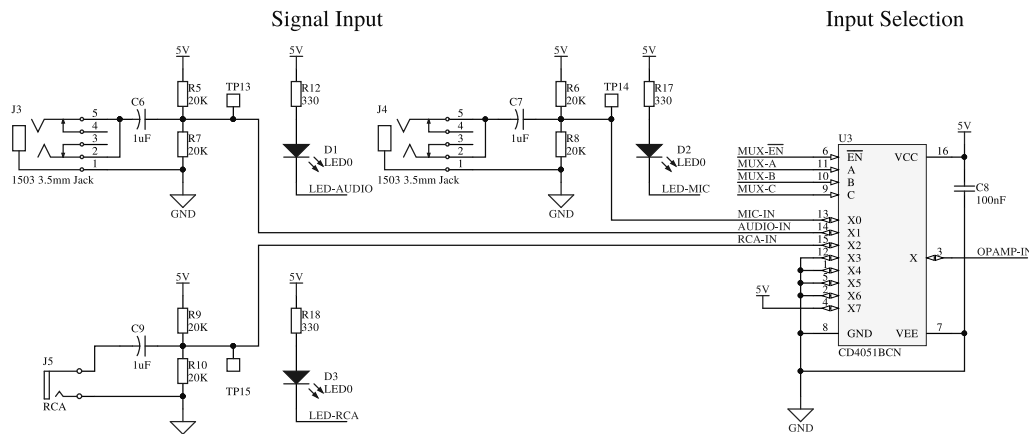 Signal Input
Input Selection
5V
5V
5V
5V
R5
20K
TP13
R12
330
R6
20K
TP14
R17
330
J3
C6
1uF
5
4
3
2
1
R7
20K
D1
LED0
J4
C7
1uF
5
4
3
2
1
R8
20K
D2
LED0
1503 3.5mm Jack
LED-AUDIO
1503 3.5mm Jack
LED-MIC
GND
GND
U3
5V
MUX-EN
6
EN
VCC
16
MUX-A
11
A
MUX-B
10
B
MUX-C
9
C
C8
100nF
MIC-IN
13
X0
AUDIO-IN
14
X1
RCA-IN
15
X2
12
X3
X
3
OPAMP-IN
1
X4
5
X5
2
X6
5V
4
X7
8
GND
VEE
7
CD4051BCN
GND
5V
5V
R9
20K
R18
330
C9
1uF
J5
RCA
R10
20K
TP15
D3
LED0
LED-RCA